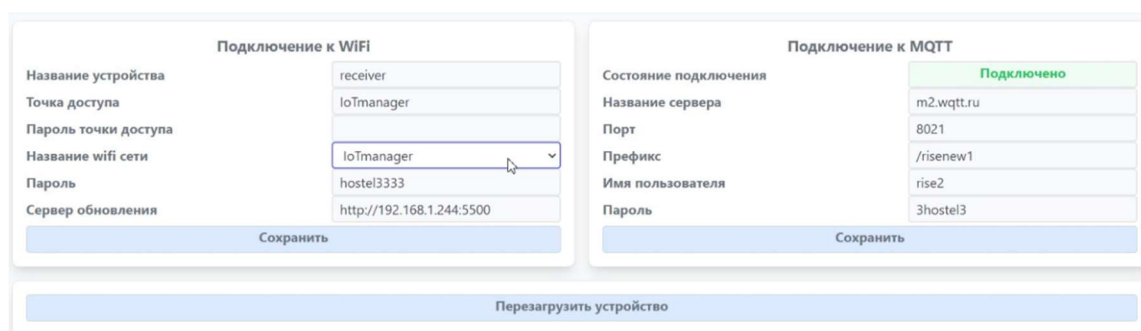 Подключение к WiFi
Название устройства receiver
Точка доступа IoTmanager
Пароль точки доступа
Название wifi сети IoTmanager
Пароль hostel3333
Сервер обновления http://192.168.1.244:5500
Сохранить
Подключение к MQTT
Состояние подключения Подключено
Название сервера m2.wqtt.ru
Порт 8021
Префикс /risenew1
Имя пользователя rise2
Пароль 3hostel3
Сохранить
Перезагрузить устройство